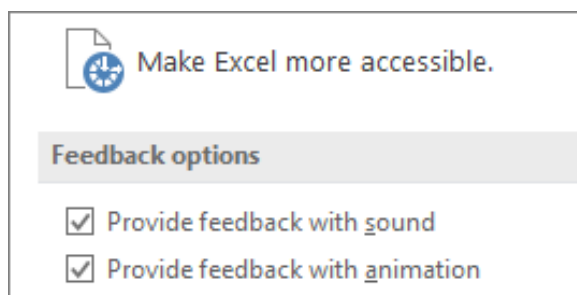 Make Excel more accessible.
Feedback options
Provide feedback with sound
Provide feedback with animation